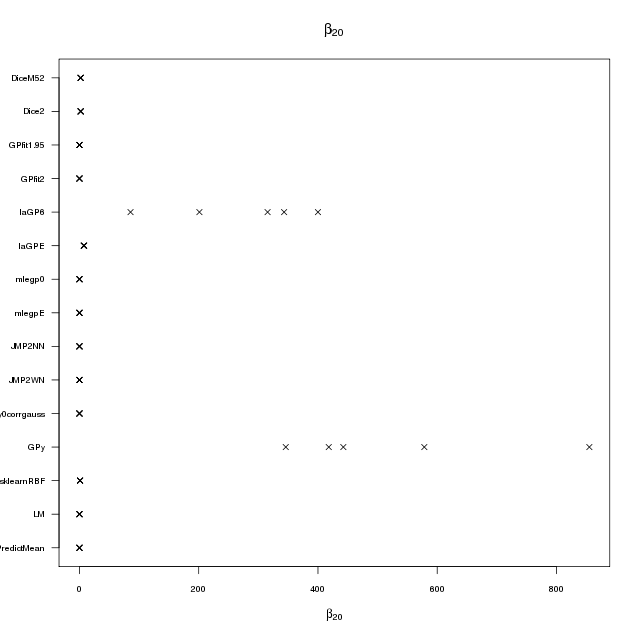 β20
DiceM52
Dice2
GPfit1.95
GPfit2
laGP6
laGPE
mlegp0
mlegpE
JMP2NN
JMP2WN
y0corrgauss
GPy
sklearnRBF
LM
PredictMean
0 200 400 600 800
β20